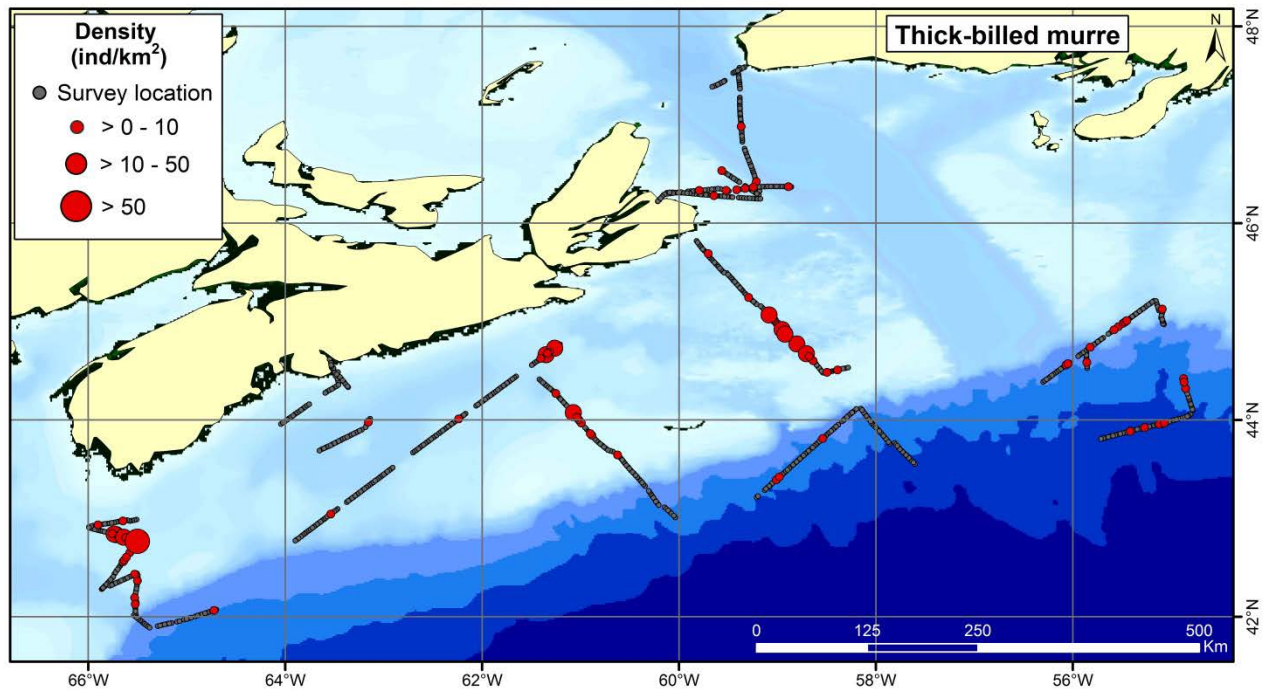 Density
(ind/km²)
Survey location
> 0 - 10
> 10 - 50
> 50
Thick-billed murre
N
48°N
46°N
44°N
42°N
0 125 250 500
Km
66°W 64°W 62°W 60°W 58°W 56°W